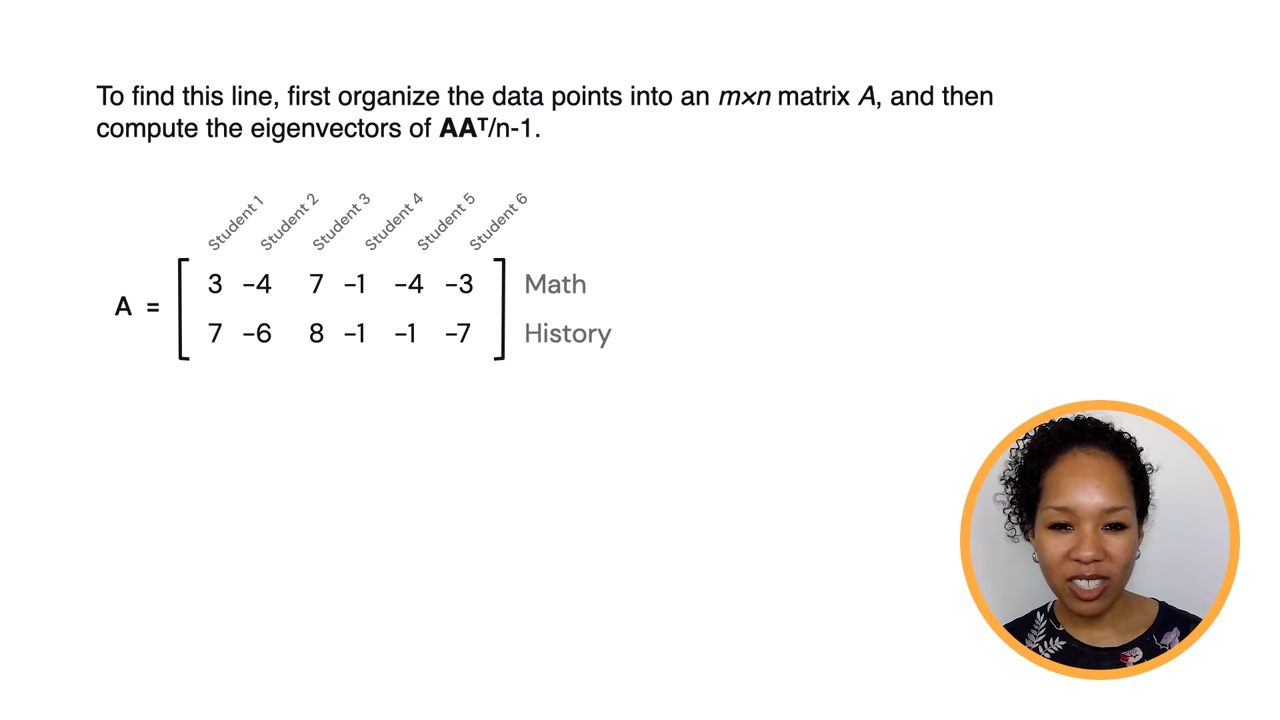 To find this line, first organize the data points into an m×n matrix A, and then
compute the eigenvectors of AAᵀ/n-1.
Student 1 Student 2 Student 3 Student 4 Student 5 Student 6
A = [ 3 −4 7 −1 −4 −3 ] Math
7 −6 8 −1 −1 −7 History